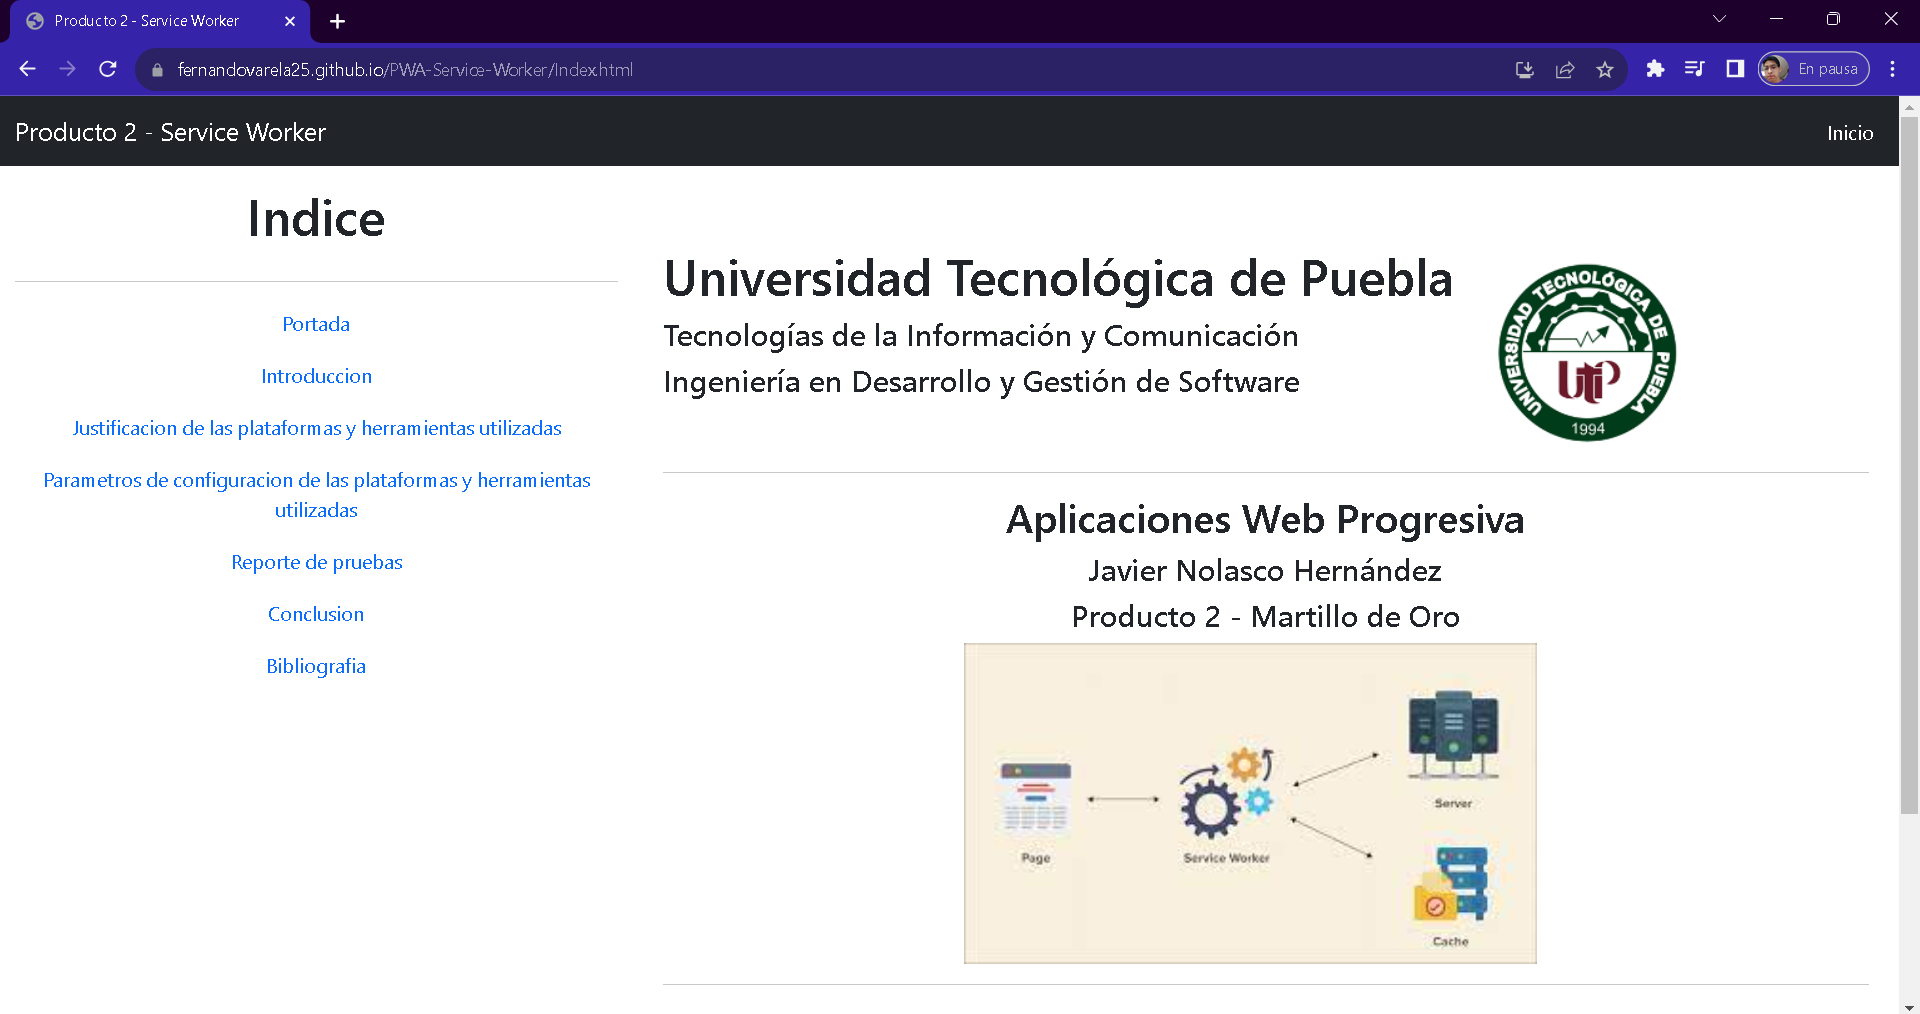 Producto 2 - Service Worker
fernandovarela25.github.io/PWA-Service-Worker/Index.html
En pausa
Producto 2 - Service Worker
Inicio
Indice
Portada
Introduccion
Justificacion de las plataformas y herramientas utilizadas
Parametros de configuracion de las plataformas y herramientas
utilizadas
Reporte de pruebas
Conclusion
Bibliografia
Universidad Tecnológica de Puebla
Tecnologías de la Información y Comunicación
Ingeniería en Desarrollo y Gestión de Software
UNIVERSIDAD TECNOLÓGICA DE PUEBLA
UTP
1994
Aplicaciones Web Progresiva
Javier Nolasco Hernández
Producto 2 - Martillo de Oro
Page
Service Worker
Server
Cache